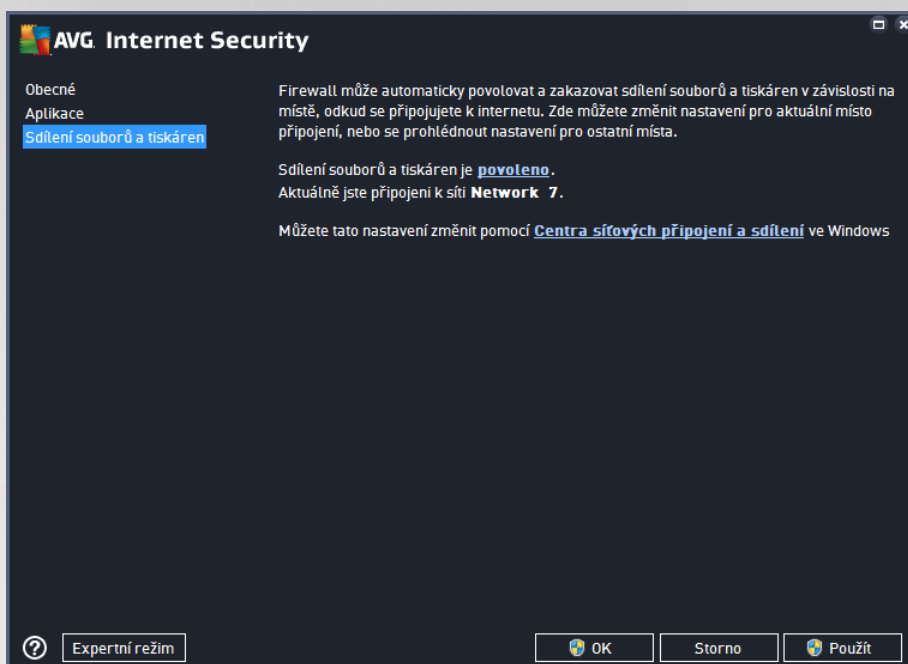 AVG. Internet Security
Obecné
Aplikace
Sdílení souborů a tiskáren
Firewall může automaticky povolovat a zakazovat sdílení souborů a tiskáren v závislosti na
místě, odkud se připojujete k internetu. Zde můžete změnit nastavení pro aktuální místo
připojení, nebo se prohlédnout nastavení pro ostatní místa.
Sdílení souborů a tiskáren je povoleno.
Aktuálně jste připojeni k síti Network 7.
Můžete tato nastavení změnit pomocí Centra síťových připojení a sdílení ve Windows
? Expertní režim
OK
Storno
Použít